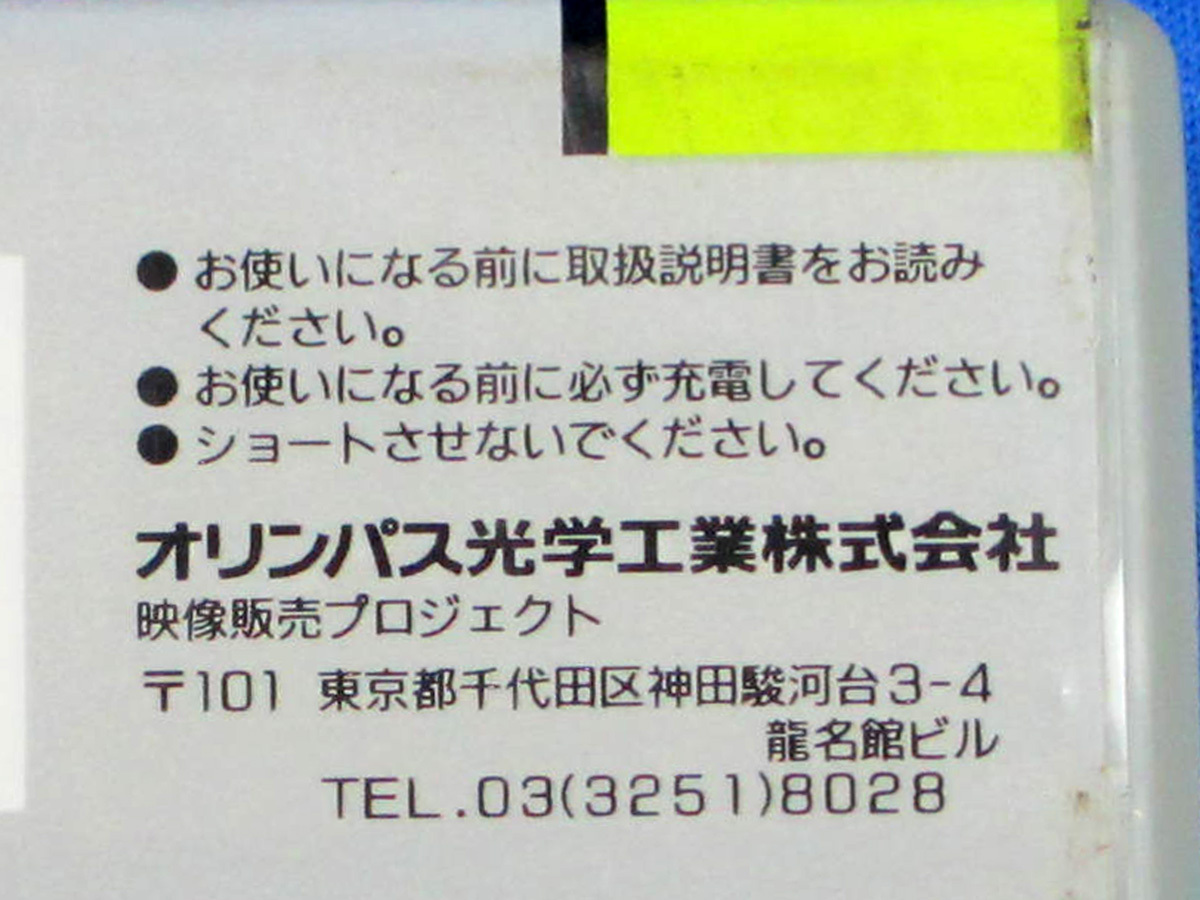 ●お使いになる前に取扱説明書をお読み
ください。
●お使いになる前に必ず充電してください。
●ショートさせないでください。
オリンパス光学工業株式会社
映像販売プロジェクト
〒101 東京都千代田区神田駿河台3-4
龍名館ビル
TEL.03(3251)8028